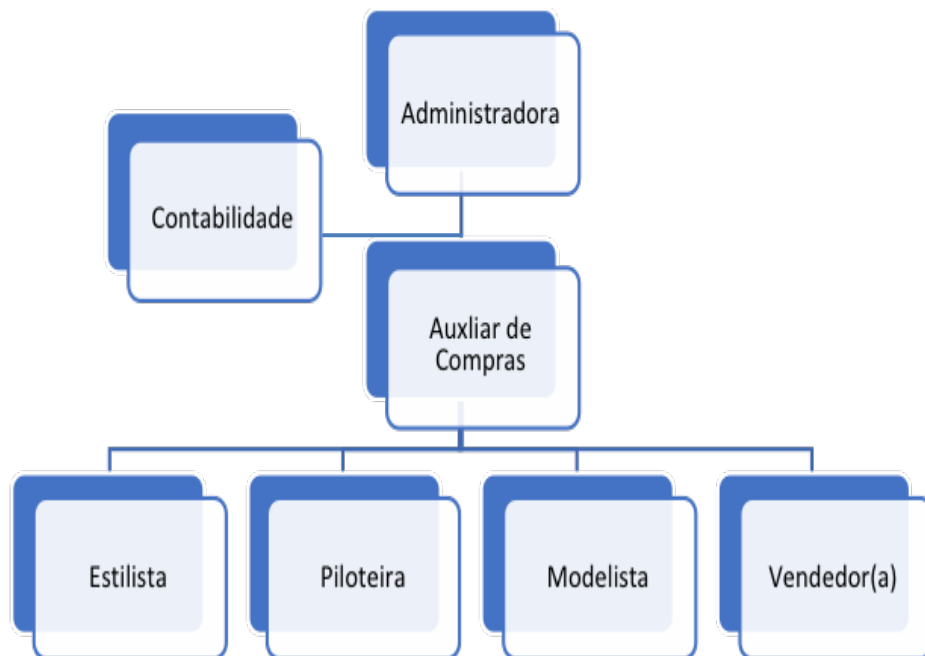 Administradora
Contabilidade
Auxliar de
Compras
Estilista
Piloteira
Modelista
Vendedor(a)